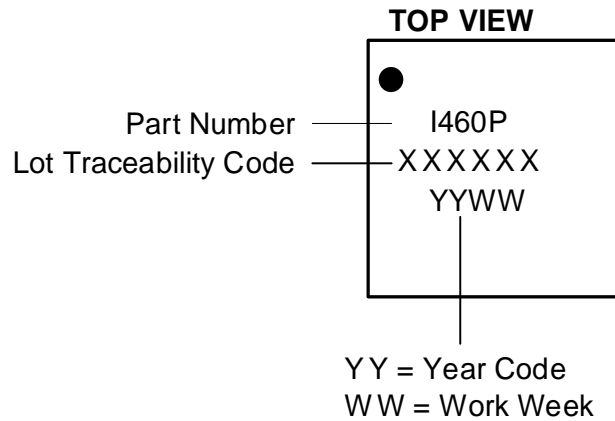 TOP VIEW
Part Number
I460P
Lot Traceability Code
XXXXXX
YYWW
YY = Year Code
WW = Work Week